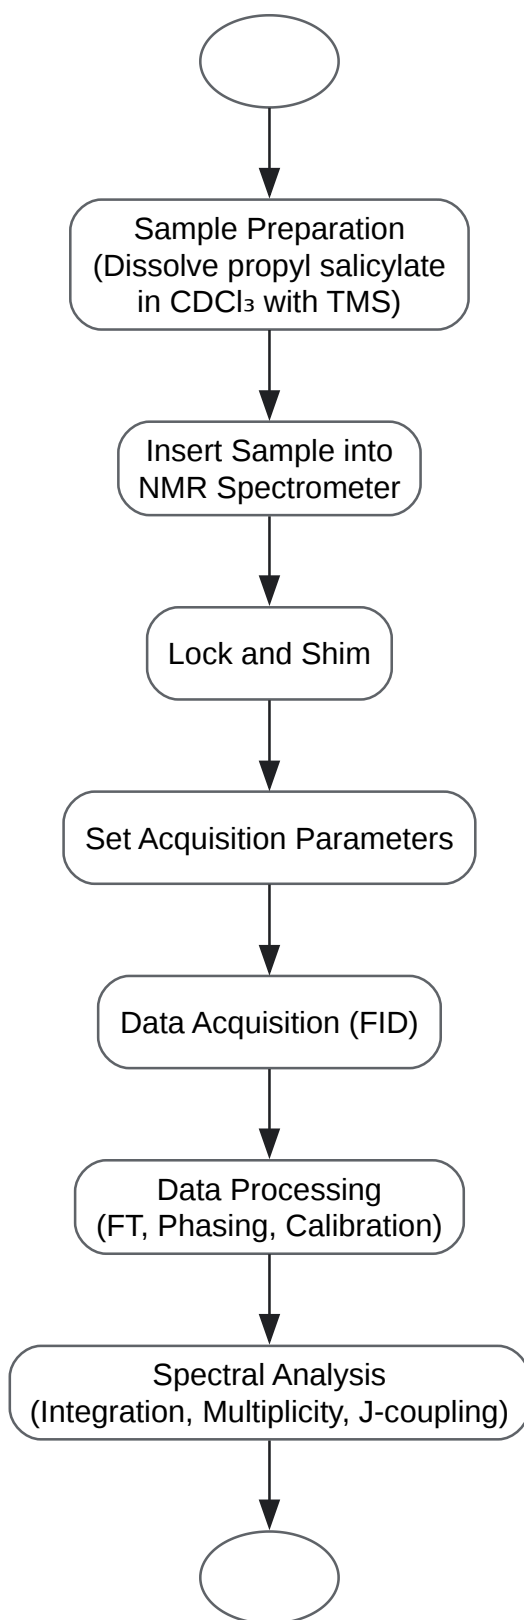 Sample Preparation
(Dissolve propyl salicylate
in CDCl₃ with TMS)
Insert Sample into
NMR Spectrometer
Lock and Shim
Set Acquisition Parameters
Data Acquisition (FID)
Data Processing
(FT, Phasing, Calibration)
Spectral Analysis
(Integration, Multiplicity, J-coupling)